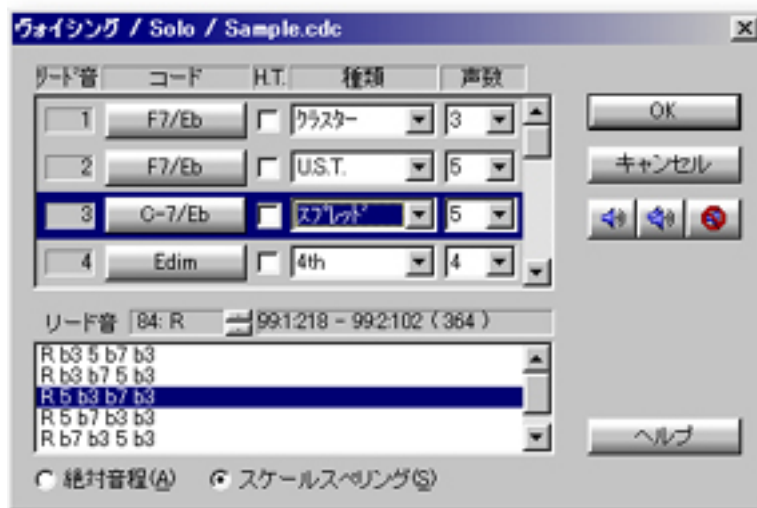 ヴォイシング / Solo / Sample.cdc
リード音 コード H.T. 種類 声数
1 F7/Eb クラスター 3
OK
2 F7/Eb U.S.T. 5
キャンセル
3 C-7/Eb スプレッド 5
4 Edim 4th 4
リード音 84: R 99:1:218 - 99:2:102 ( 364 )
R b3 5 b7 b3
R b3 b7 5 b3
R 5 b3 b7 b3
R 5 b7 b3 b3
R b7 b3 5 b3
ヘルプ
絶対音程(A) スケールスペリング(S)